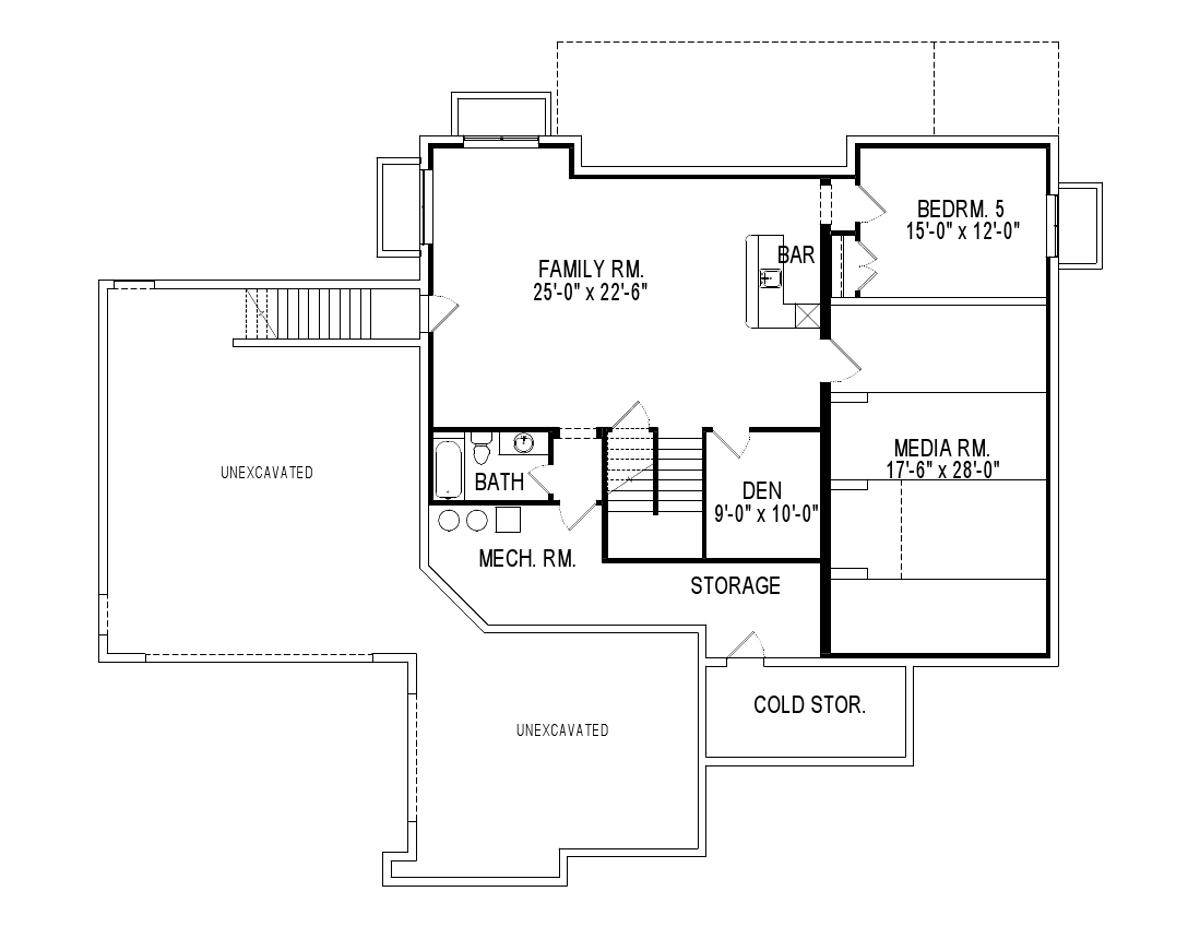 BEDRM. 5
15'-0" x 12'-0"
BAR
FAMILY RM.
25'-0" x 22'-6"
MEDIA RM.
17'-6" x 28'-0"
UNEXCAVATED
BATH
DEN
9'-0" x 10'-0"
MECH. RM.
STORAGE
COLD STOR.
UNEXCAVATED